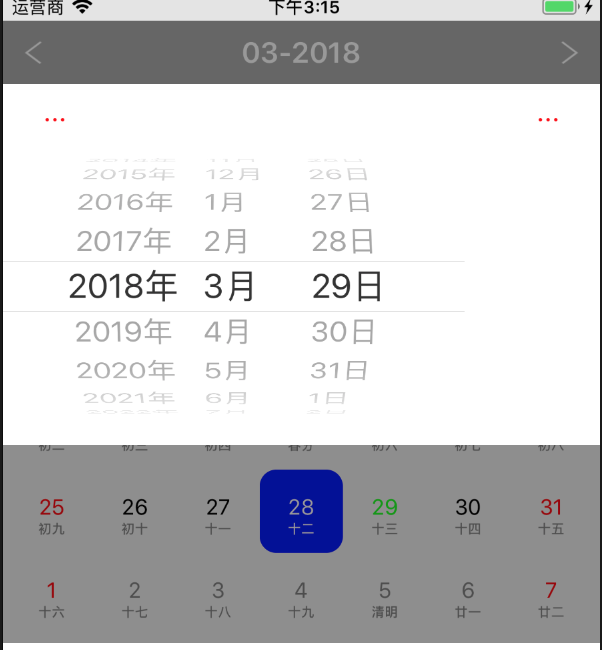 运营商 下午3:15
03-2018
... ...
2015年 12月 26日
2016年 1月 27日
2017年 2月 28日
2018年 3月 29日
2019年 4月 30日
2020年 5月 31日
2021年 6月 1日
25 26 27 28 29 30 31
初九 初十 十一 十二 十三 十四 十五
1 2 3 4 5 6 7
十六 十七 十八 十九 清明 廿一 廿二